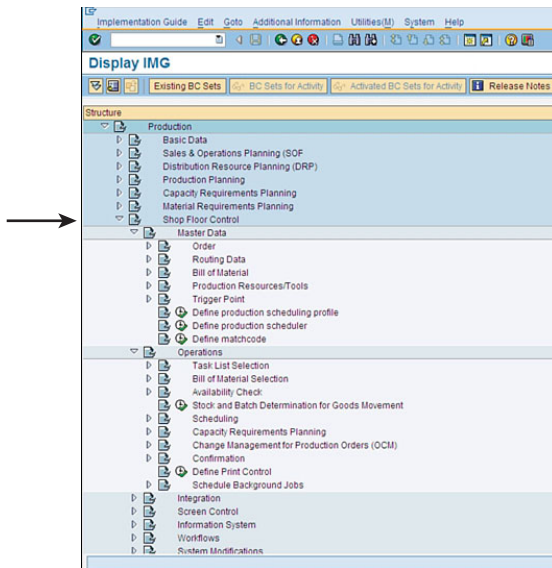 Implementation Guide Edit Goto Additional Information Utilities(M) System Help
Display IMG
Existing BC Sets BC Sets for Activity Activated BC Sets for Activity Release Notes
Structure
Production
Basic Data
Sales & Operations Planning (SOF
Distribution Resource Planning (DRP)
Production Planning
Capacity Requirements Planning
Material Requirements Planning
Shop Floor Control
Master Data
Order
Routing Data
Bill of Material
Production Resources/Tools
Trigger Point
Define production scheduling profile
Define production scheduler
Define matchcode
Operations
Task List Selection
Bill of Material Selection
Availability Check
Stock and Batch Determination for Goods Movement
Scheduling
Capacity Requirements Planning
Change Management for Production Orders (OCM)
Confirmation
Define Print Control
Schedule Background Jobs
Integration
Screen Control
Information System
Workflows
System Modifications